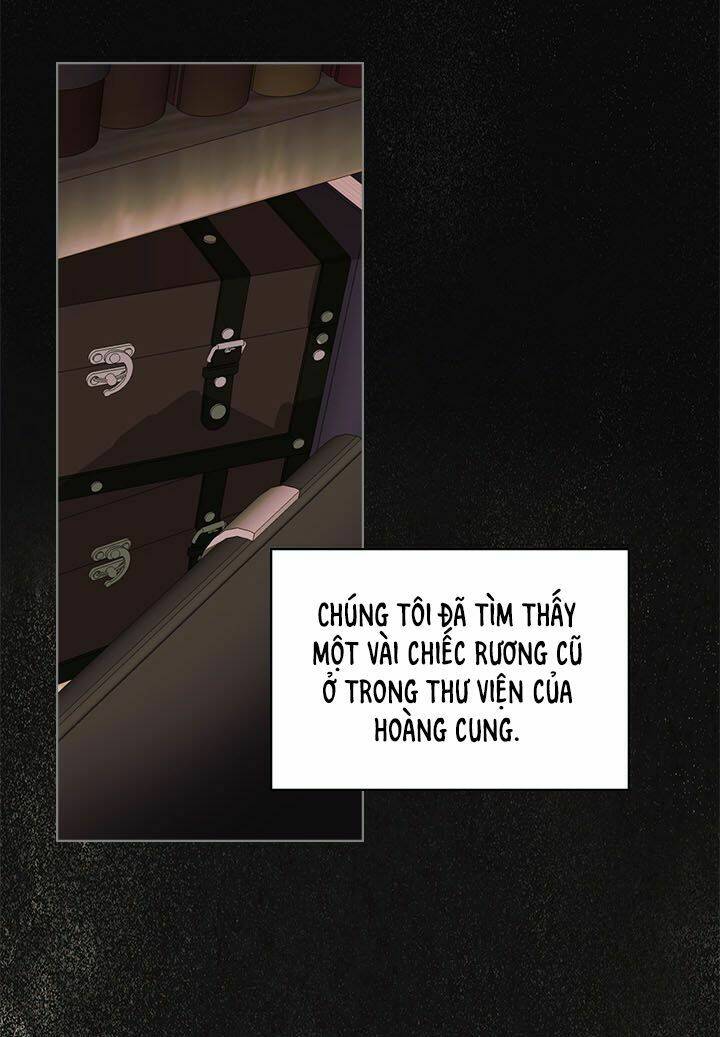 CHÚNG TÔI ĐÃ TÌM THẤY
MỘT VÀI CHIẾC RƯƠNG CŨ
Ở TRONG THƯ VIỆN CỦA
HOÀNG CUNG.